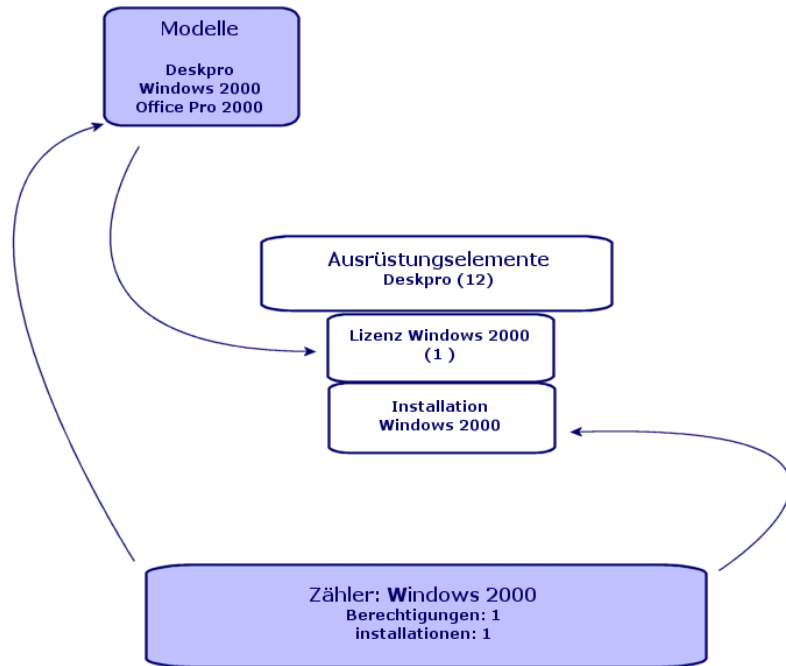 Modelle
Deskpro
Windows 2000
Office Pro 2000
Ausrüstungselemente
Deskpro (12)
Lizenz Windows 2000
(1 )
Installation
Windows 2000
Zähler: Windows 2000
Berechtigungen: 1
installationen: 1